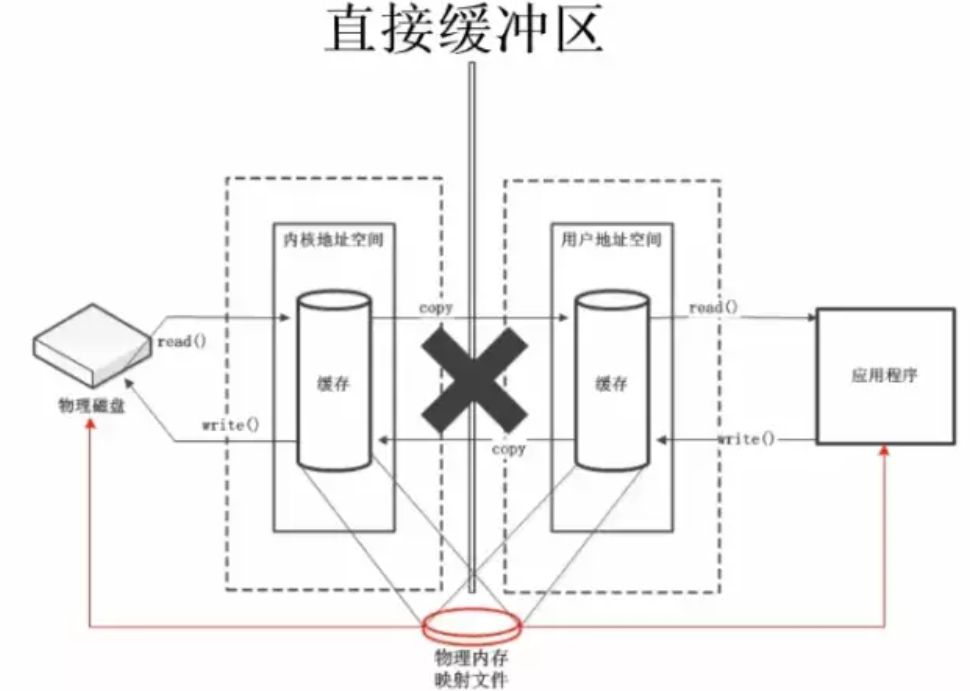 直接缓冲区
内核地址空间
用户地址空间
copy
read()
read()
缓存
缓存
应用程序
物理磁盘
write()
write()
copy
物理内存
映射文件